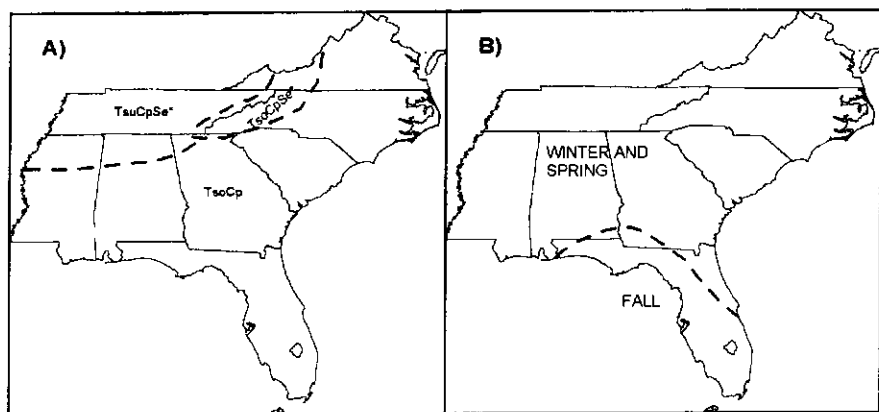 A)
TsuCpSe*
TsoCpSe*
TsoCp
B)
WINTER AND
SPRING
FALL